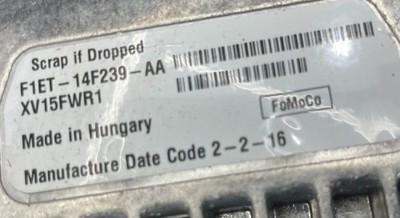 Scrap if Dropped
F1ET-14F239-AA
XV15FWR1
FoMoCo
Made in Hungary
Manufacture Date Code 2-2-16